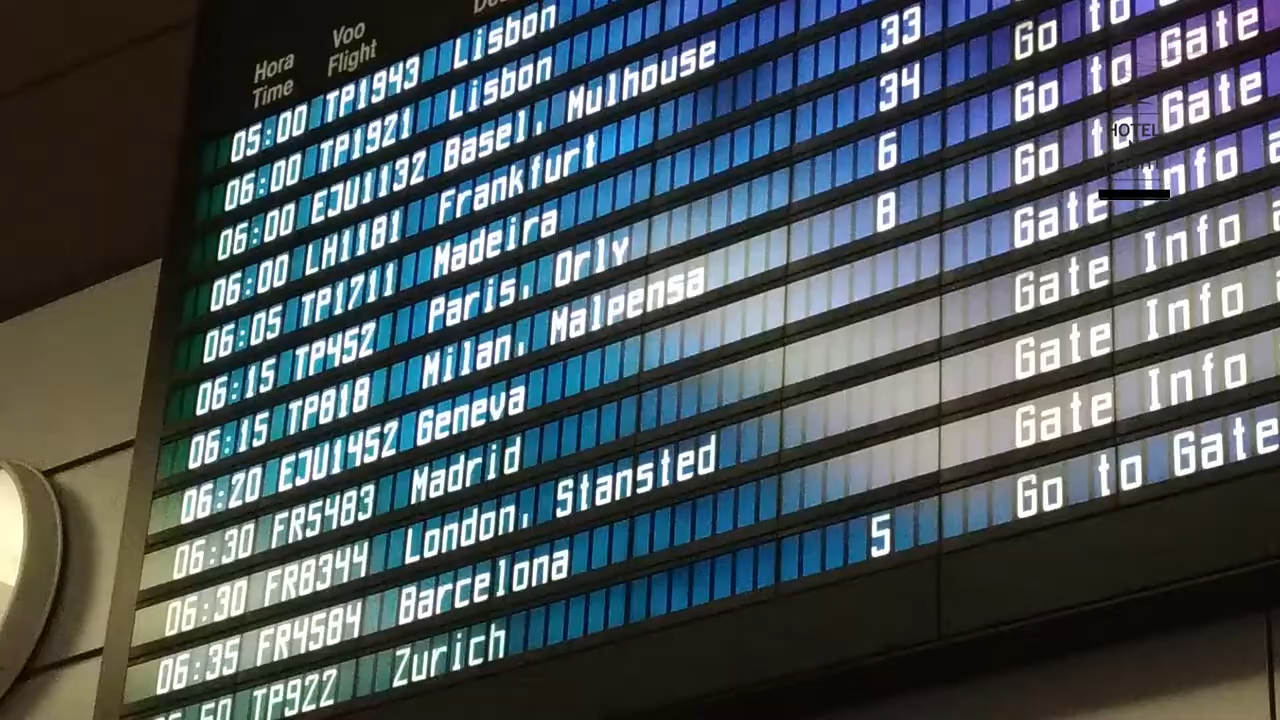 Hora Voo
Time Flight
05:00 TP1943 Lisbon
06:00 TP1921 Lisbon
06:00 EJU1132 Basel, Mulhouse
06:00 LH1181 Frankfurt 33
06:05 TP1711 Madeira 34 Go to
06:15 TP452 Paris, Orly 6 Go to Gate
06:15 TP818 Milan, Malpensa 8 Go to Gate
06:20 EJU1452 Geneva Gate Info
06:30 FR5483 Madrid Gate Info
06:30 FR8344 London, Stansted Gate Info
06:35 FR4584 Barcelona Gate Info
TP922 Zurich 5 Go to Gate
HOTEL